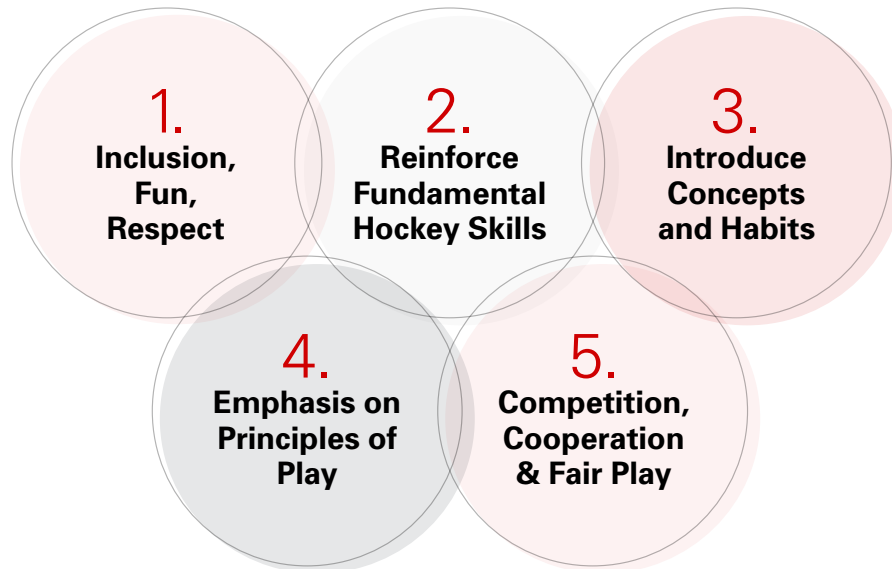 1.
Inclusion,
Fun,
Respect
2.
Reinforce
Fundamental
Hockey Skills
3.
Introduce
Concepts
and Habits
4.
Emphasis on
Principles of
Play
5.
Competition,
Cooperation
& Fair Play